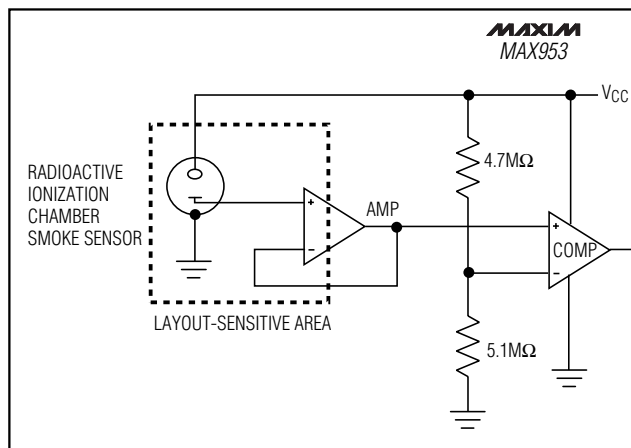 MAXIM
MAX953
VCC
4.7MΩ
RADIOACTIVE
IONIZATION
CHAMBER
SMOKE SENSOR
+
-
AMP
+
-
COMP
LAYOUT-SENSITIVE AREA
5.1MΩ